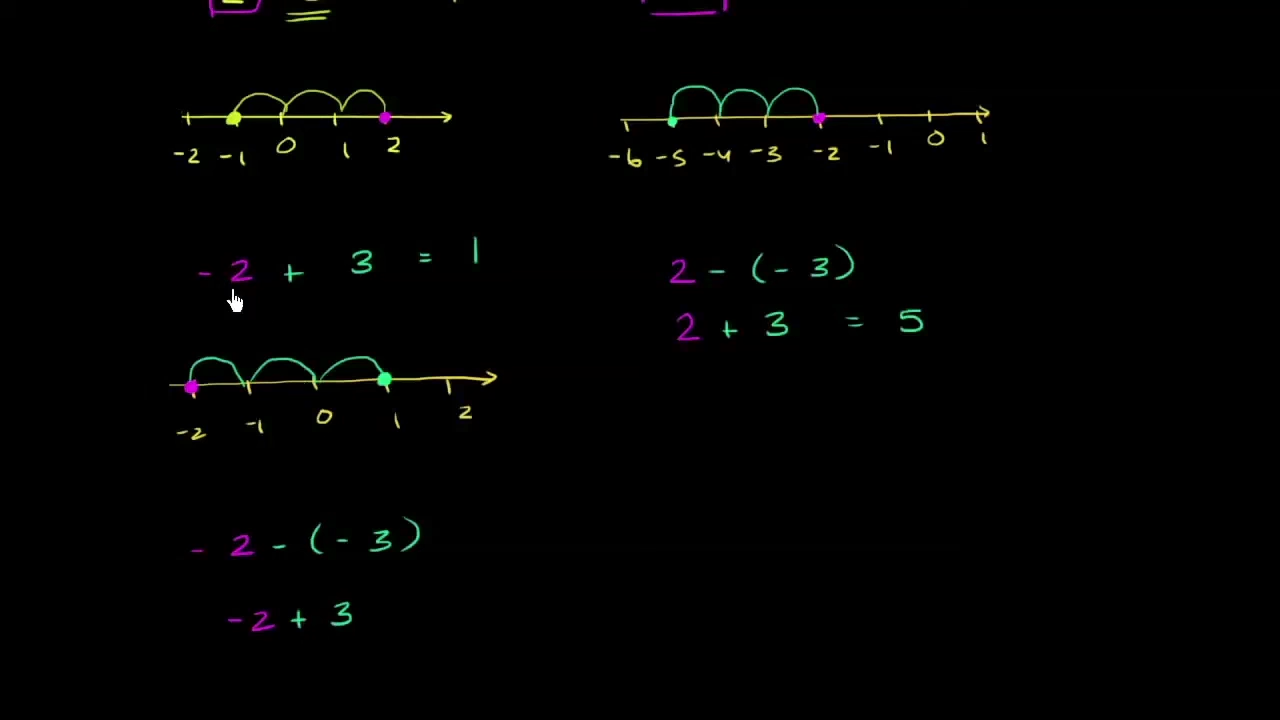 -2 -1 0 1 2
-6 -5 -4 -3 -2 -1 0 1
-2 + 3 = 1
2 - (-3)
2 + 3 = 5
-2 -1 0 1 2
-2 - (-3)
-2 + 3